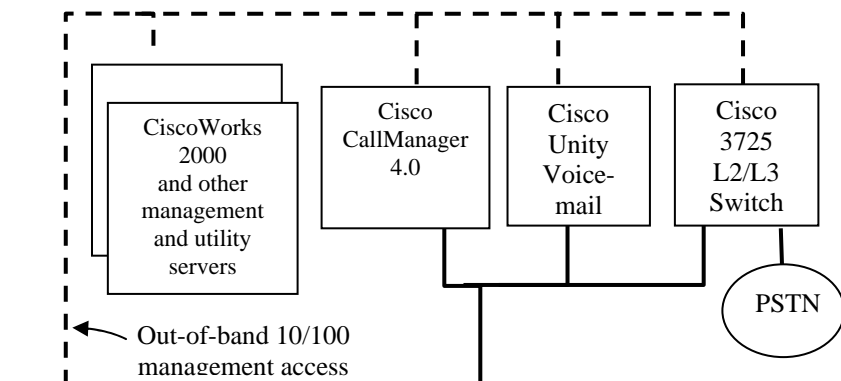 CiscoWorks
2000
and other
management
and utility
servers
Cisco
CallManager
4.0
Cisco
Unity
Voice-
mail
Cisco
3725
L2/L3
Switch
PSTN
Out-of-band 10/100
management access